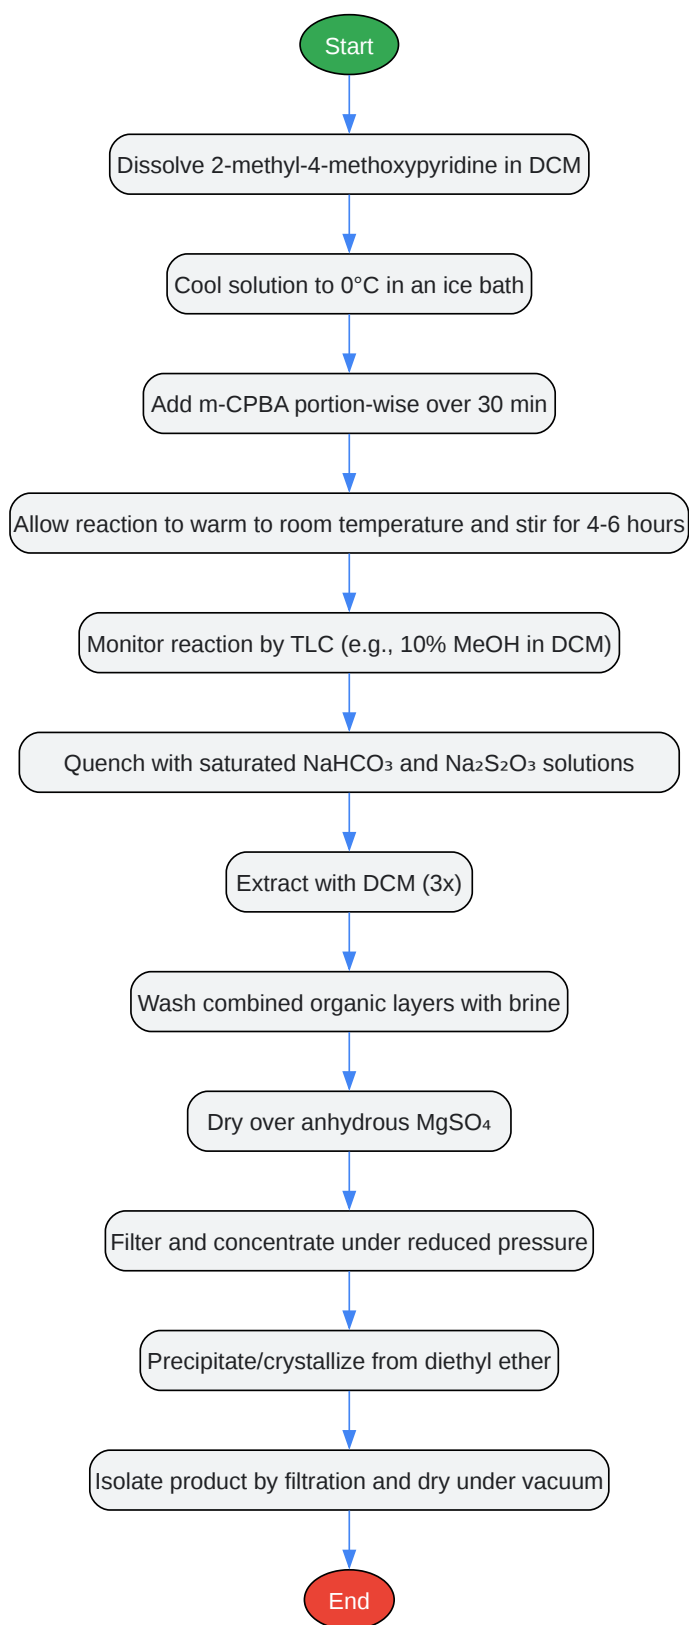 Start
Dissolve 2-methyl-4-methoxypyridine in DCM
Cool solution to 0°C in an ice bath
Add m-CPBA portion-wise over 30 min
Allow reaction to warm to room temperature and stir for 4-6 hours
Monitor reaction by TLC (e.g., 10% MeOH in DCM)
Quench with saturated NaHCO₃ and Na₂S₂O₃ solutions
Extract with DCM (3x)
Wash combined organic layers with brine
Dry over anhydrous MgSO₄
Filter and concentrate under reduced pressure
Precipitate/crystallize from diethyl ether
Isolate product by filtration and dry under vacuum
End